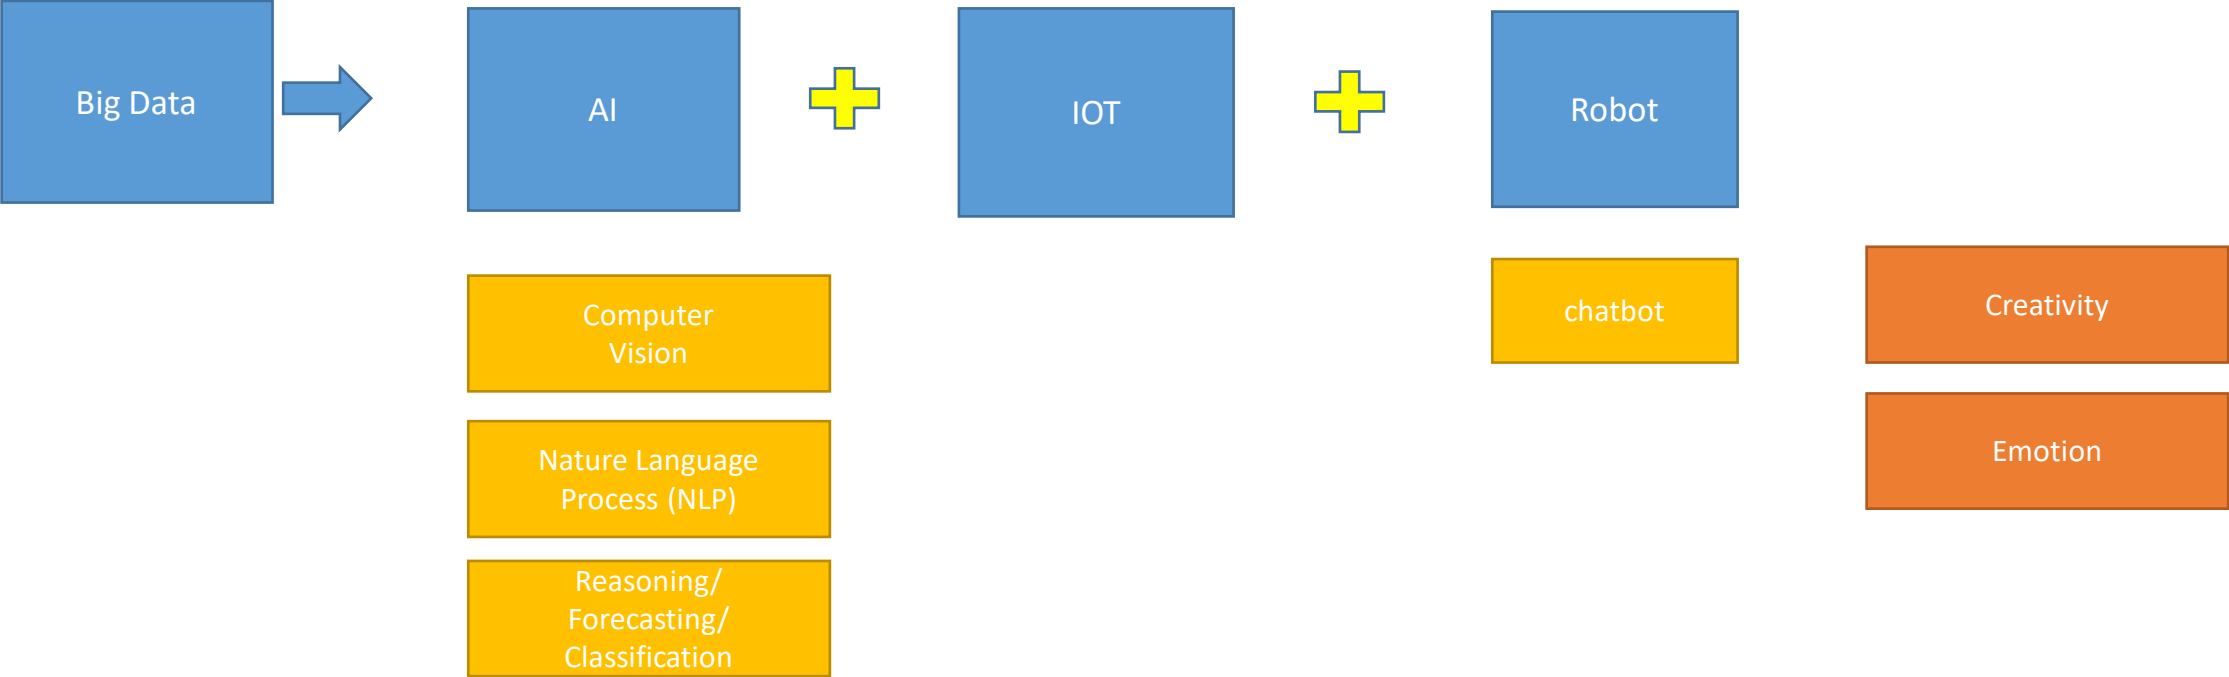 Big Data
AI
IOT
Robot
Computer
Vision
Nature Language
Process (NLP)
Reasoning/
Forecasting/
Classification
chatbot
Creativity
Emotion